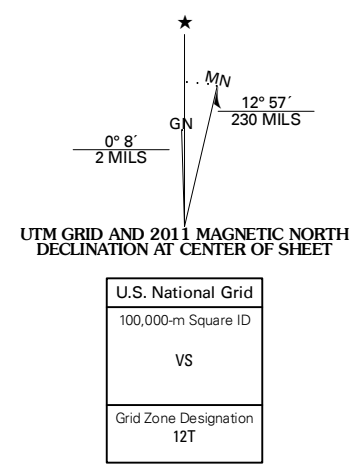 ★
MN
12° 57´
230 MILS
GN
0° 8´
2 MILS
UTM GRID AND 2011 MAGNETIC NORTH
DECLINATION AT CENTER OF SHEET
U.S. National Grid
100,000-m Square ID
VS
Grid Zone Designation
12T